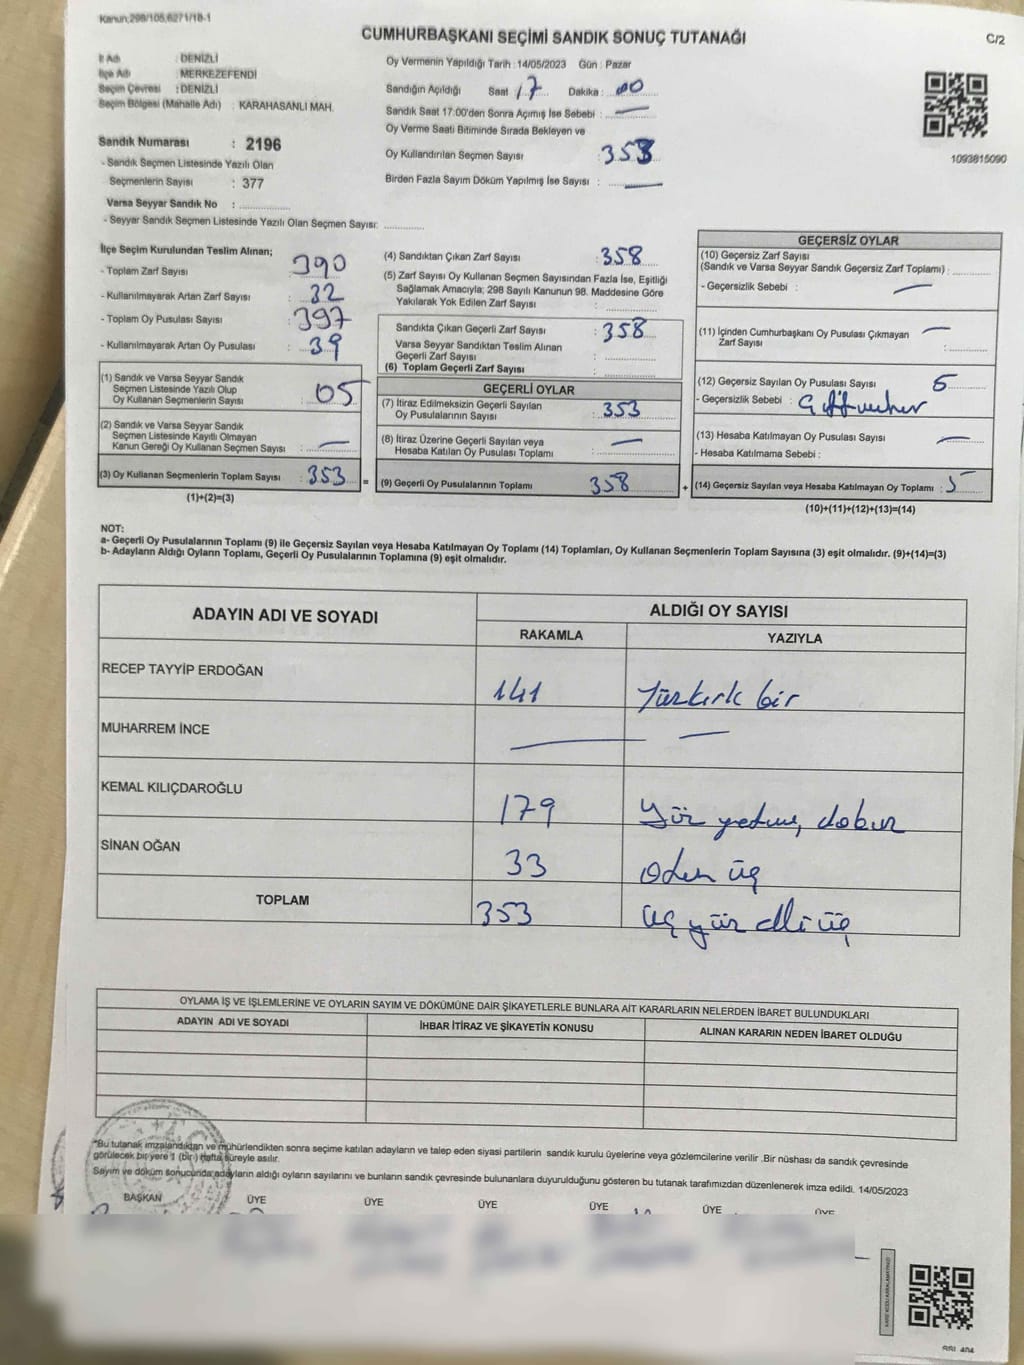 Kanun;298/105,6271/18-1
CUMHURBAŞKANI SEÇİMİ SANDIK SONUÇ TUTANAĞI
C/2
İl Adı : DENİZLİ
İlçe Adı : MERKEZEFENDİ
Seçim Çevresi : DENİZLİ
Seçim Bölgesi (Mahalle Adı) : KARAHASANLI MAH.
Sandık Numarası : 2196
- Sandık Seçmen Listesinde Yazılı Olan
Seçmenlerin Sayısı : 377
Varsa Seyyar Sandık No :
- Seyyar Sandık Seçmen Listesinde Yazılı Olan Seçmen Sayısı:
Oy Vermenin Yapıldığı Tarih : 14/05/2023 Gün : Pazar
Sandığın Açıldığı Saat : 17 Dakika : 00
Sandık Saat 17:00'den Sonra Açımış İse Sebebi : —
Oy Verme Saati Bitiminde Sırada Bekleyen ve
Oy Kullandırılan Seçmen Sayısı : 353
Birden Fazla Sayım Döküm Yapılmış İse Sayısı : —
1093815090
İlçe Seçim Kurulundan Teslim Alınan;
- Toplam Zarf Sayısı : 390
- Kullanılmayarak Artan Zarf Sayısı : 32
- Toplam Oy Pusulası Sayısı : 397
- Kullanılmayarak Artan Oy Pusulası : 39
(1) Sandık ve Varsa Seyyar Sandık
Seçmen Listesinde Yazılı Olup
Oy Kullanan Seçmenlerin Sayısı : 05
(2) Sandık ve Varsa Seyyar Sandık
Seçmen Listesinde Kayıtlı Olmayan
Kanun Gereği Oy Kullanan Seçmen Sayısı : —
(3) Oy Kullanan Seçmenlerin Toplam Sayısı : 353 =
(1)+(2)=(3)
(4) Sandıktan Çıkan Zarf Sayısı : 358
(5) Zarf Sayısı Oy Kullanan Seçmen Sayısından Fazla İse, Eşitliği
Sağlamak Amacıyla; 298 Sayılı Kanunun 98. Maddesine Göre
Yakılarak Yok Edilen Zarf Sayısı :
Sandıkta Çıkan Geçerli Zarf Sayısı : 358
Varsa Seyyar Sandıktan Teslim Alınan
Geçerli Zarf Sayısı :
(6) Toplam Geçerli Zarf Sayısı :
GEÇERLİ OYLAR
(7) İtiraz Edilmeksizin Geçerli Sayılan
Oy Pusulalarının Sayısı : 353
(8) İtiraz Üzerine Geçerli Sayılan veya
Hesaba Katılan Oy Pusulası Toplamı : —
(9) Geçerli Oy Pusulalarının Toplamı 358 +
GEÇERSİZ OYLAR
(10) Geçersiz Zarf Sayısı
(Sandık ve Varsa Seyyar Sandık Geçersiz Zarf Toplamı) :
- Geçersizlik Sebebi : —
(11) İçinden Cumhurbaşkanı Oy Pusulası Çıkmayan —
Zarf Sayısı :
(12) Geçersiz Sayılan Oy Pusulası Sayısı : 5
- Geçersizlik Sebebi :
(13) Hesaba Katılmayan Oy Pusulası Sayısı : —
- Hesaba Katılmama Sebebi :
(14) Geçersiz Sayılan veya Hesaba Katılmayan Oy Toplamı : 5
(10)+(11)+(12)+(13)=(14)
NOT:
a- Geçerli Oy Pusulalarının Toplamı (9) ile Geçersiz Sayılan veya Hesaba Katılmayan Oy Toplamı (14) Toplamları, Oy Kullanan Seçmenlerin Toplam Sayısına (3) eşit olmalıdır. (9)+(14)=(3)
b- Adayların Aldığı Oyların Toplamı, Geçerli Oy Pusulalarının Toplamına (9) eşit olmalıdır.
ADAYIN ADI VE SOYADI
ALDIĞI OY SAYISI
RAKAMLA YAZIYLA
RECEP TAYYİP ERDOĞAN 141 Yüzkırk bir
MUHARREM İNCE — —
KEMAL KILIÇDAROĞLU 179 Yüz yetmiş dokuz
SİNAN OĞAN 33 Otuz üç
TOPLAM 353 üç yüz elli üç
OYLAMA İŞ VE İŞLEMLERİNE VE OYLARIN SAYIM VE DÖKÜMÜNE DAİR ŞİKAYETLERLE BUNLARA AİT KARARLARIN NELERDEN İBARET BULUNDUKLARI
ADAYIN ADI VE SOYADI İHBAR İTİRAZ VE ŞİKAYETİN KONUSU ALINAN KARARIN NEDEN İBARET OLDUĞU
"Bu tutanak imzalandıktan ve mühürlendikten sonra seçime katılan adayların ve talep eden siyasi partilerin sandık kurulu üyelerine veya gözlemcilerine verilir .Bir nüshası da sandık çevresinde
görülecek bir yere 1 (bir) hafta süreyle asılır.
Sayım ve döküm sonucunda adayların aldığı oyların sayılarını ve bunların sandık çevresinde bulunanlara duyurulduğunu gösteren bu tutanak tarafımızdan düzenlenerek imza edildi. 14/05/2023
BAŞKAN ÜYE ÜYE ÜYE ÜYE ÜYE ÜYE